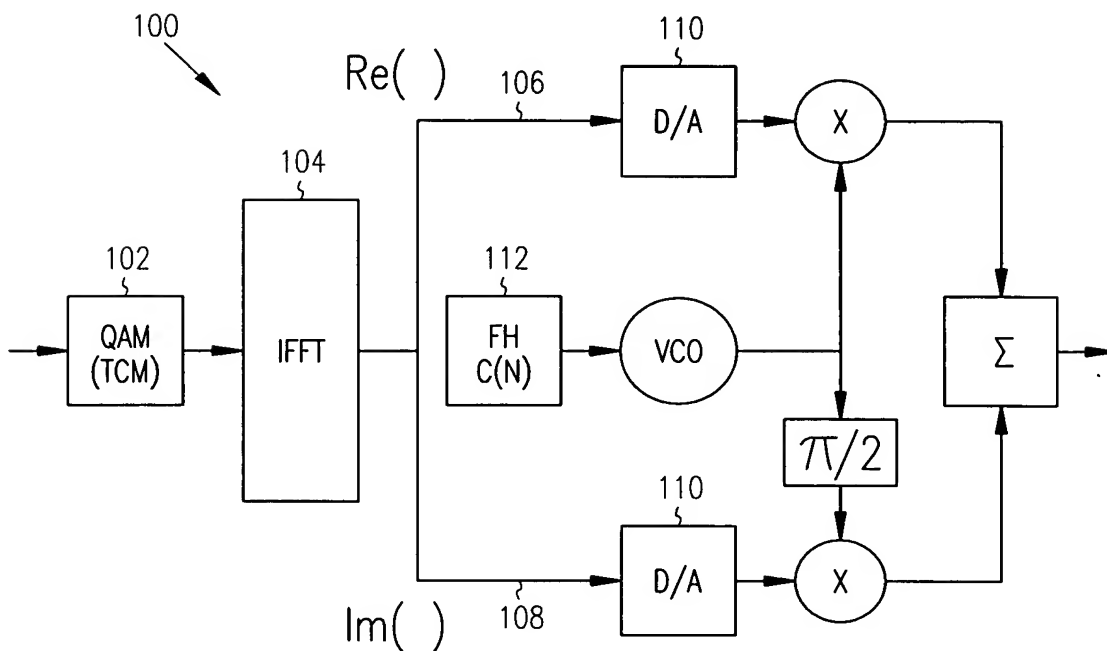 100
Re( )
106
110
D/A
X
104
IFFT
102
QAM
(TCM)
112
FH
C(N)
VCO
Σ
π/2
110
D/A
X
108
Im( )